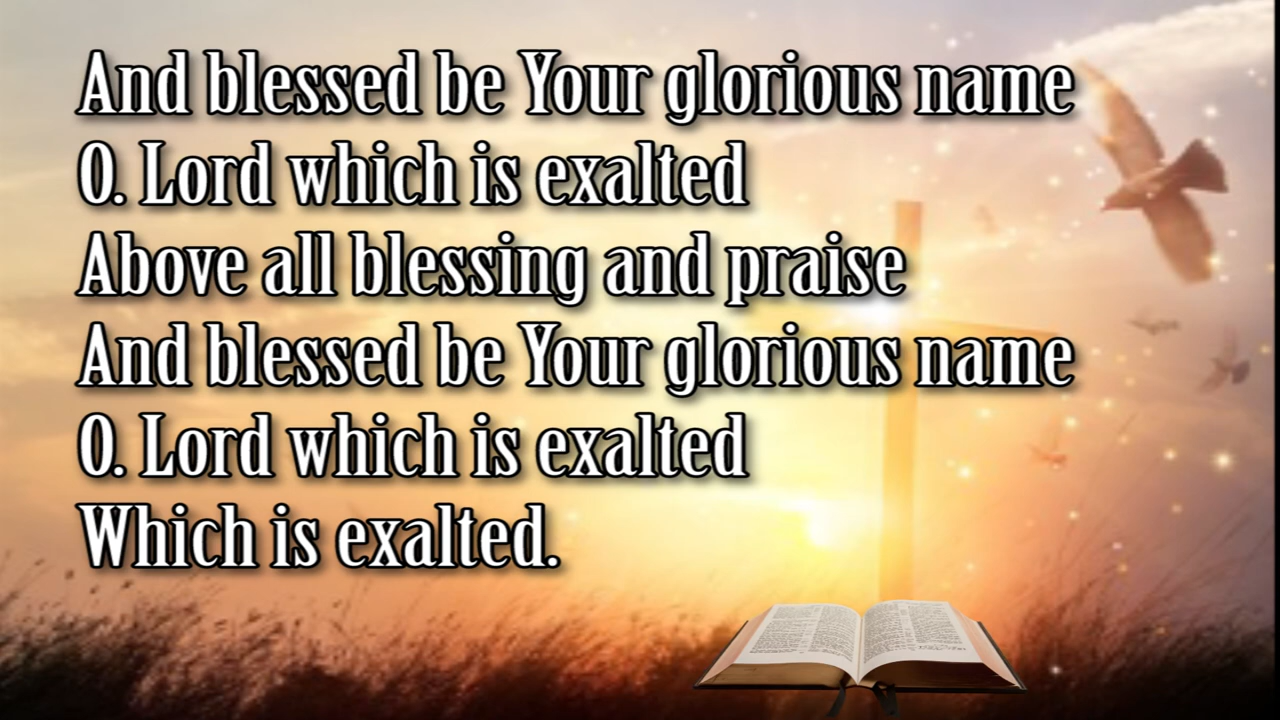 And blessed be Your glorious name
O. Lord which is exalted
Above all blessing and praise
And blessed be Your glorious name
O. Lord which is exalted
Which is exalted.